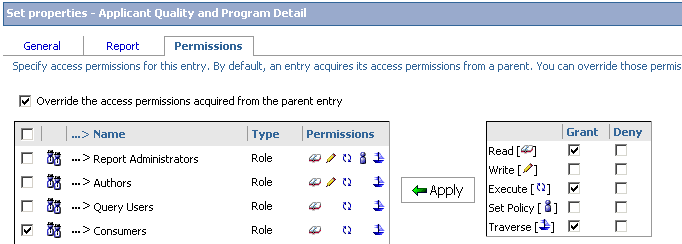 Set properties - Applicant Quality and Program Detail
General Report Permissions
Specify access permissions for this entry. By default, an entry acquires its access permissions from a parent. You can override those permis
Override the access permissions acquired from the parent entry
...> Name Type Permissions
...> Report Administrators Role
...> Authors Role
...> Query Users Role
...> Consumers Role
Apply
Grant Deny
Read [ ]
Write [ ]
Execute [ ]
Set Policy [ ]
Traverse [ ]